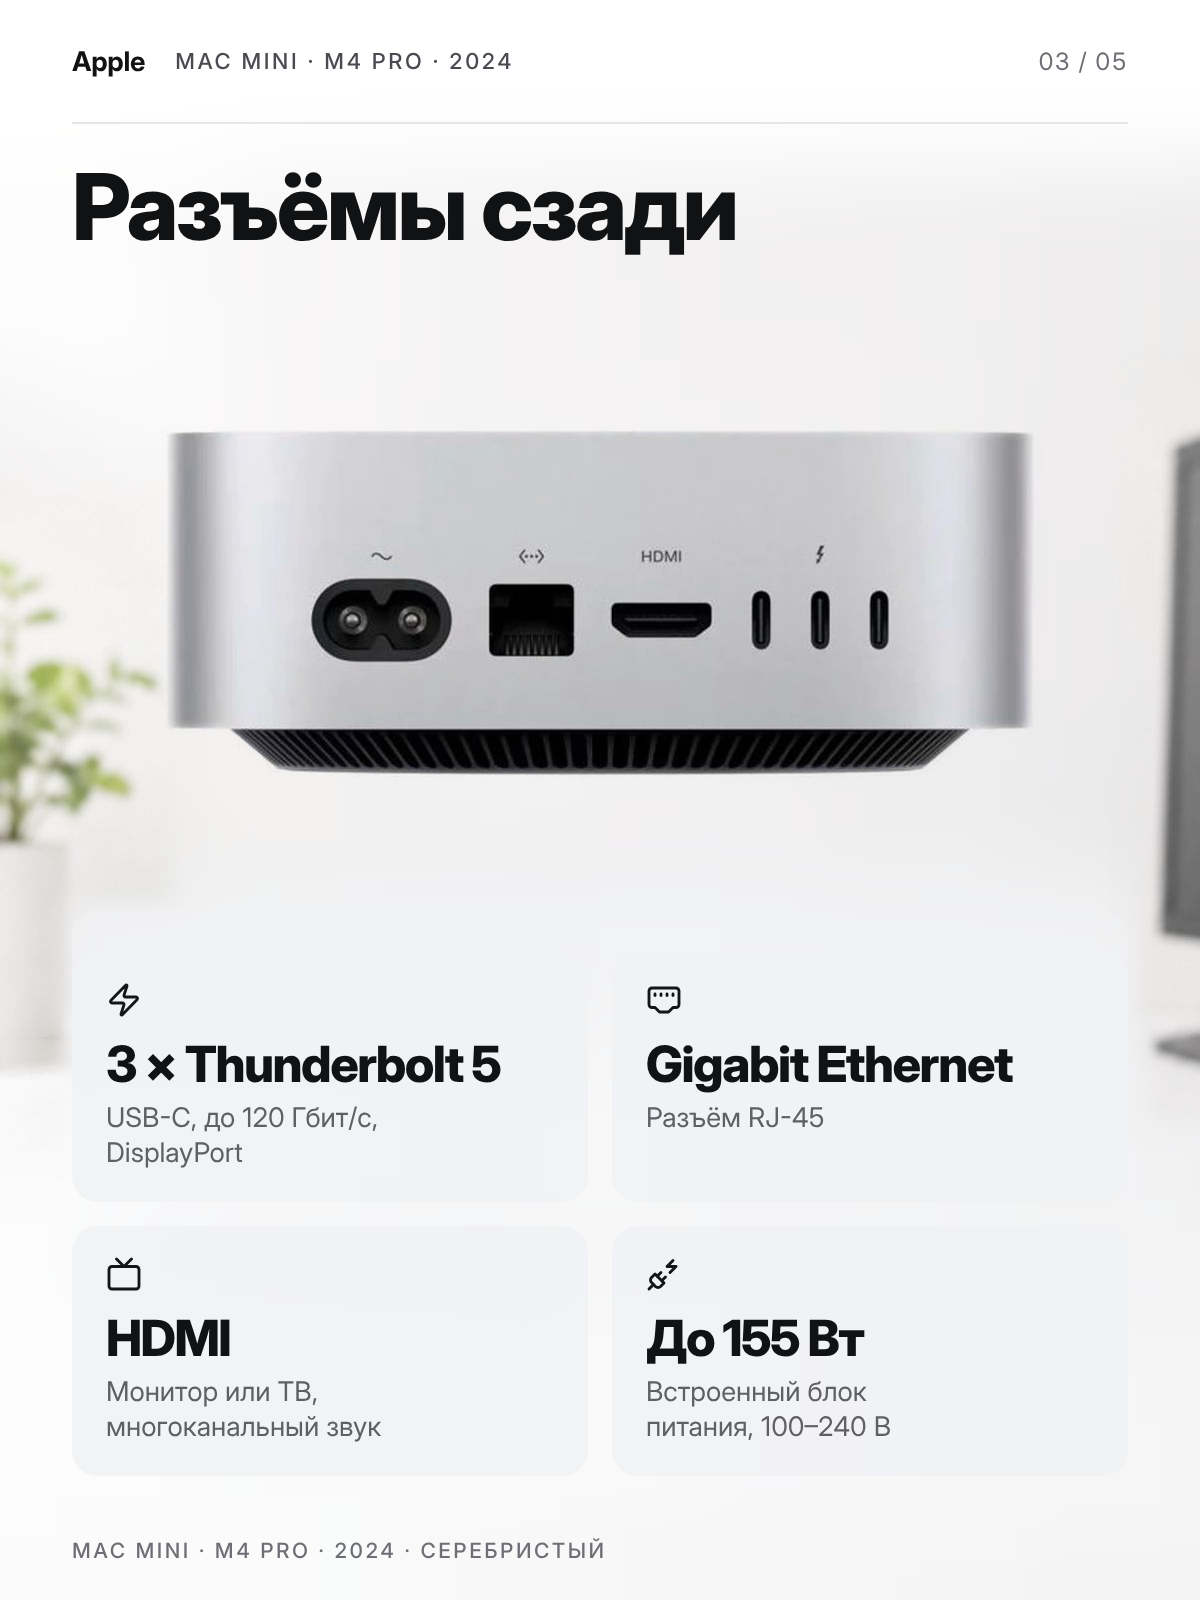 Apple MAC MINI · M4 PRO · 2024 03 / 05
Разъёмы сзади
HDMI
3 × Thunderbolt 5
USB-C, до 120 Гбит/с,
DisplayPort
Gigabit Ethernet
Разъём RJ-45
HDMI
Монитор или ТВ,
многоканальный звук
До 155 Вт
Встроенный блок
питания, 100–240 В
MAC MINI · M4 PRO · 2024 · СЕРЕБРИСТЫЙ